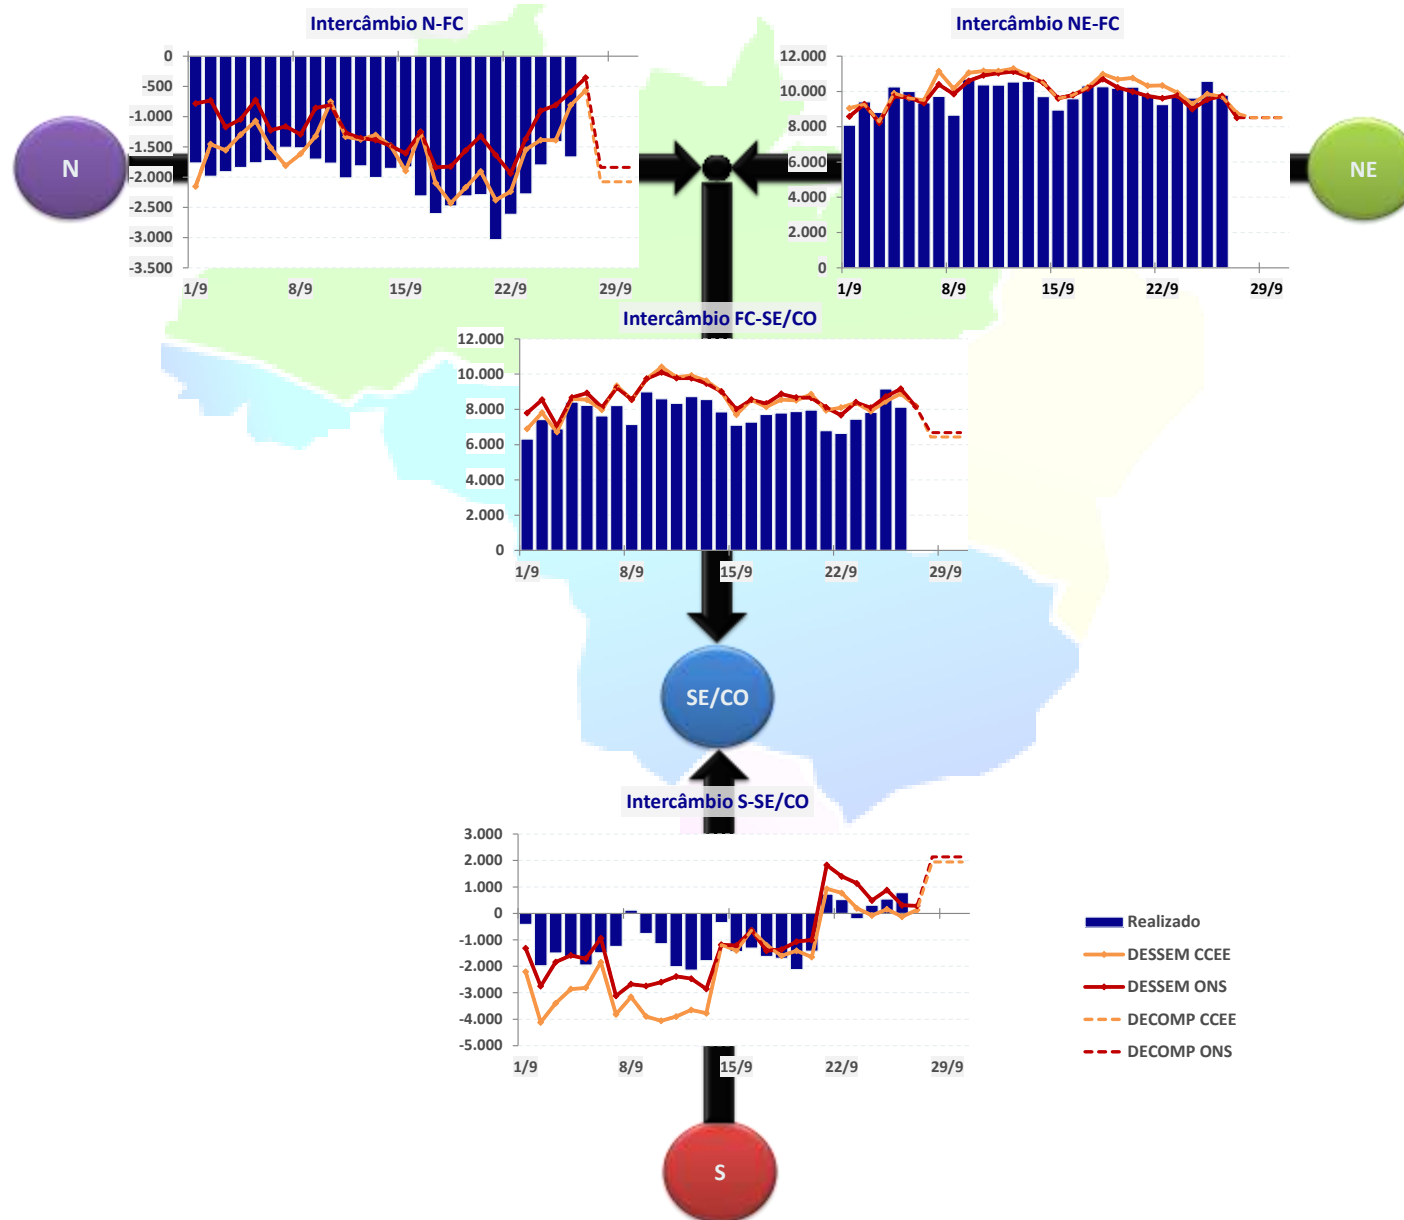 Intercâmbio N-FC
0
-500
-1.000
-1.500
-2.000
-2.500
-3.000
-3.500
1/9 8/9 15/9 22/9 29/9
Intercâmbio NE-FC
12.000
10.000
8.000
6.000
4.000
2.000
0
1/9 8/9 15/9 22/9 29/9
N
NE
Intercâmbio FC-SE/CO
12.000
10.000
8.000
6.000
4.000
2.000
0
1/9 8/9 15/9 22/9 29/9
SE/CO
Intercâmbio S-SE/CO
3.000
2.000
1.000
0
-1.000
-2.000
-3.000
-4.000
-5.000
1/9 8/9 15/9 22/9 29/9
Realizado
DESSEM CCEE
DESSEM ONS
DECOMP CCEE
DECOMP ONS
S